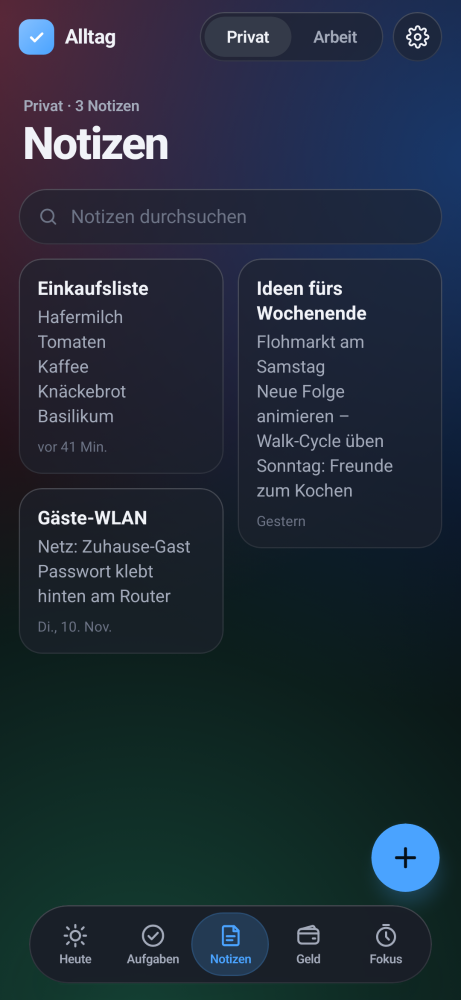 Alltag
Privat
Arbeit
Privat · 3 Notizen
Notizen
Notizen durchsuchen
Einkaufsliste
Hafermilch
Tomaten
Kaffee
Knäckebrot
Basilikum
vor 41 Min.
Ideen fürs
Wochenende
Flohmarkt am
Samstag
Neue Folge
animieren –
Walk-Cycle üben
Sonntag: Freunde
zum Kochen
Gestern
Gäste-WLAN
Netz: Zuhause-Gast
Passwort klebt
hinten am Router
Di., 10. Nov.
Heute
Aufgaben
Notizen
Geld
Fokus